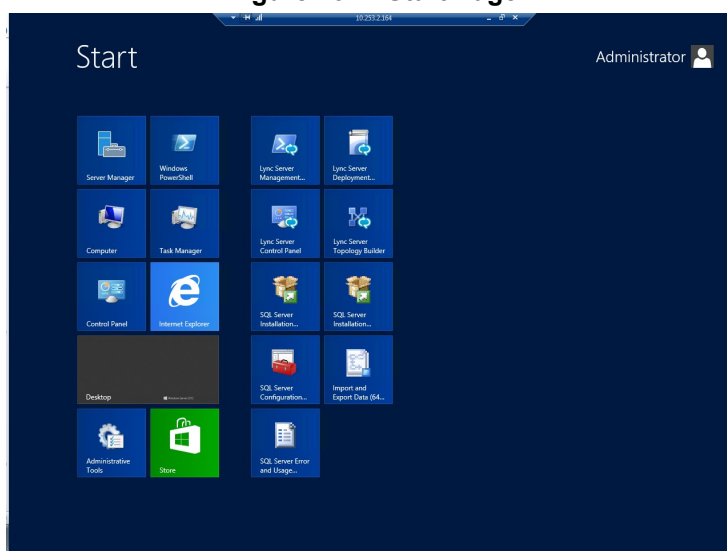 10.253.2.164
Start
Administrator
Server Manager
Windows
PowerShell
Lync Server
Management...
Lync Server
Deployment...
Computer
Task Manager
Lync Server
Control Panel
Lync Server
Topology Builder
Control Panel
Internet Explorer
SQL Server
Installation...
SQL Server
Installation...
Desktop
SQL Server
Configuration...
Import and
Export Data (64...
Administrative
Tools
Store
SQL Server Error
and Usage...